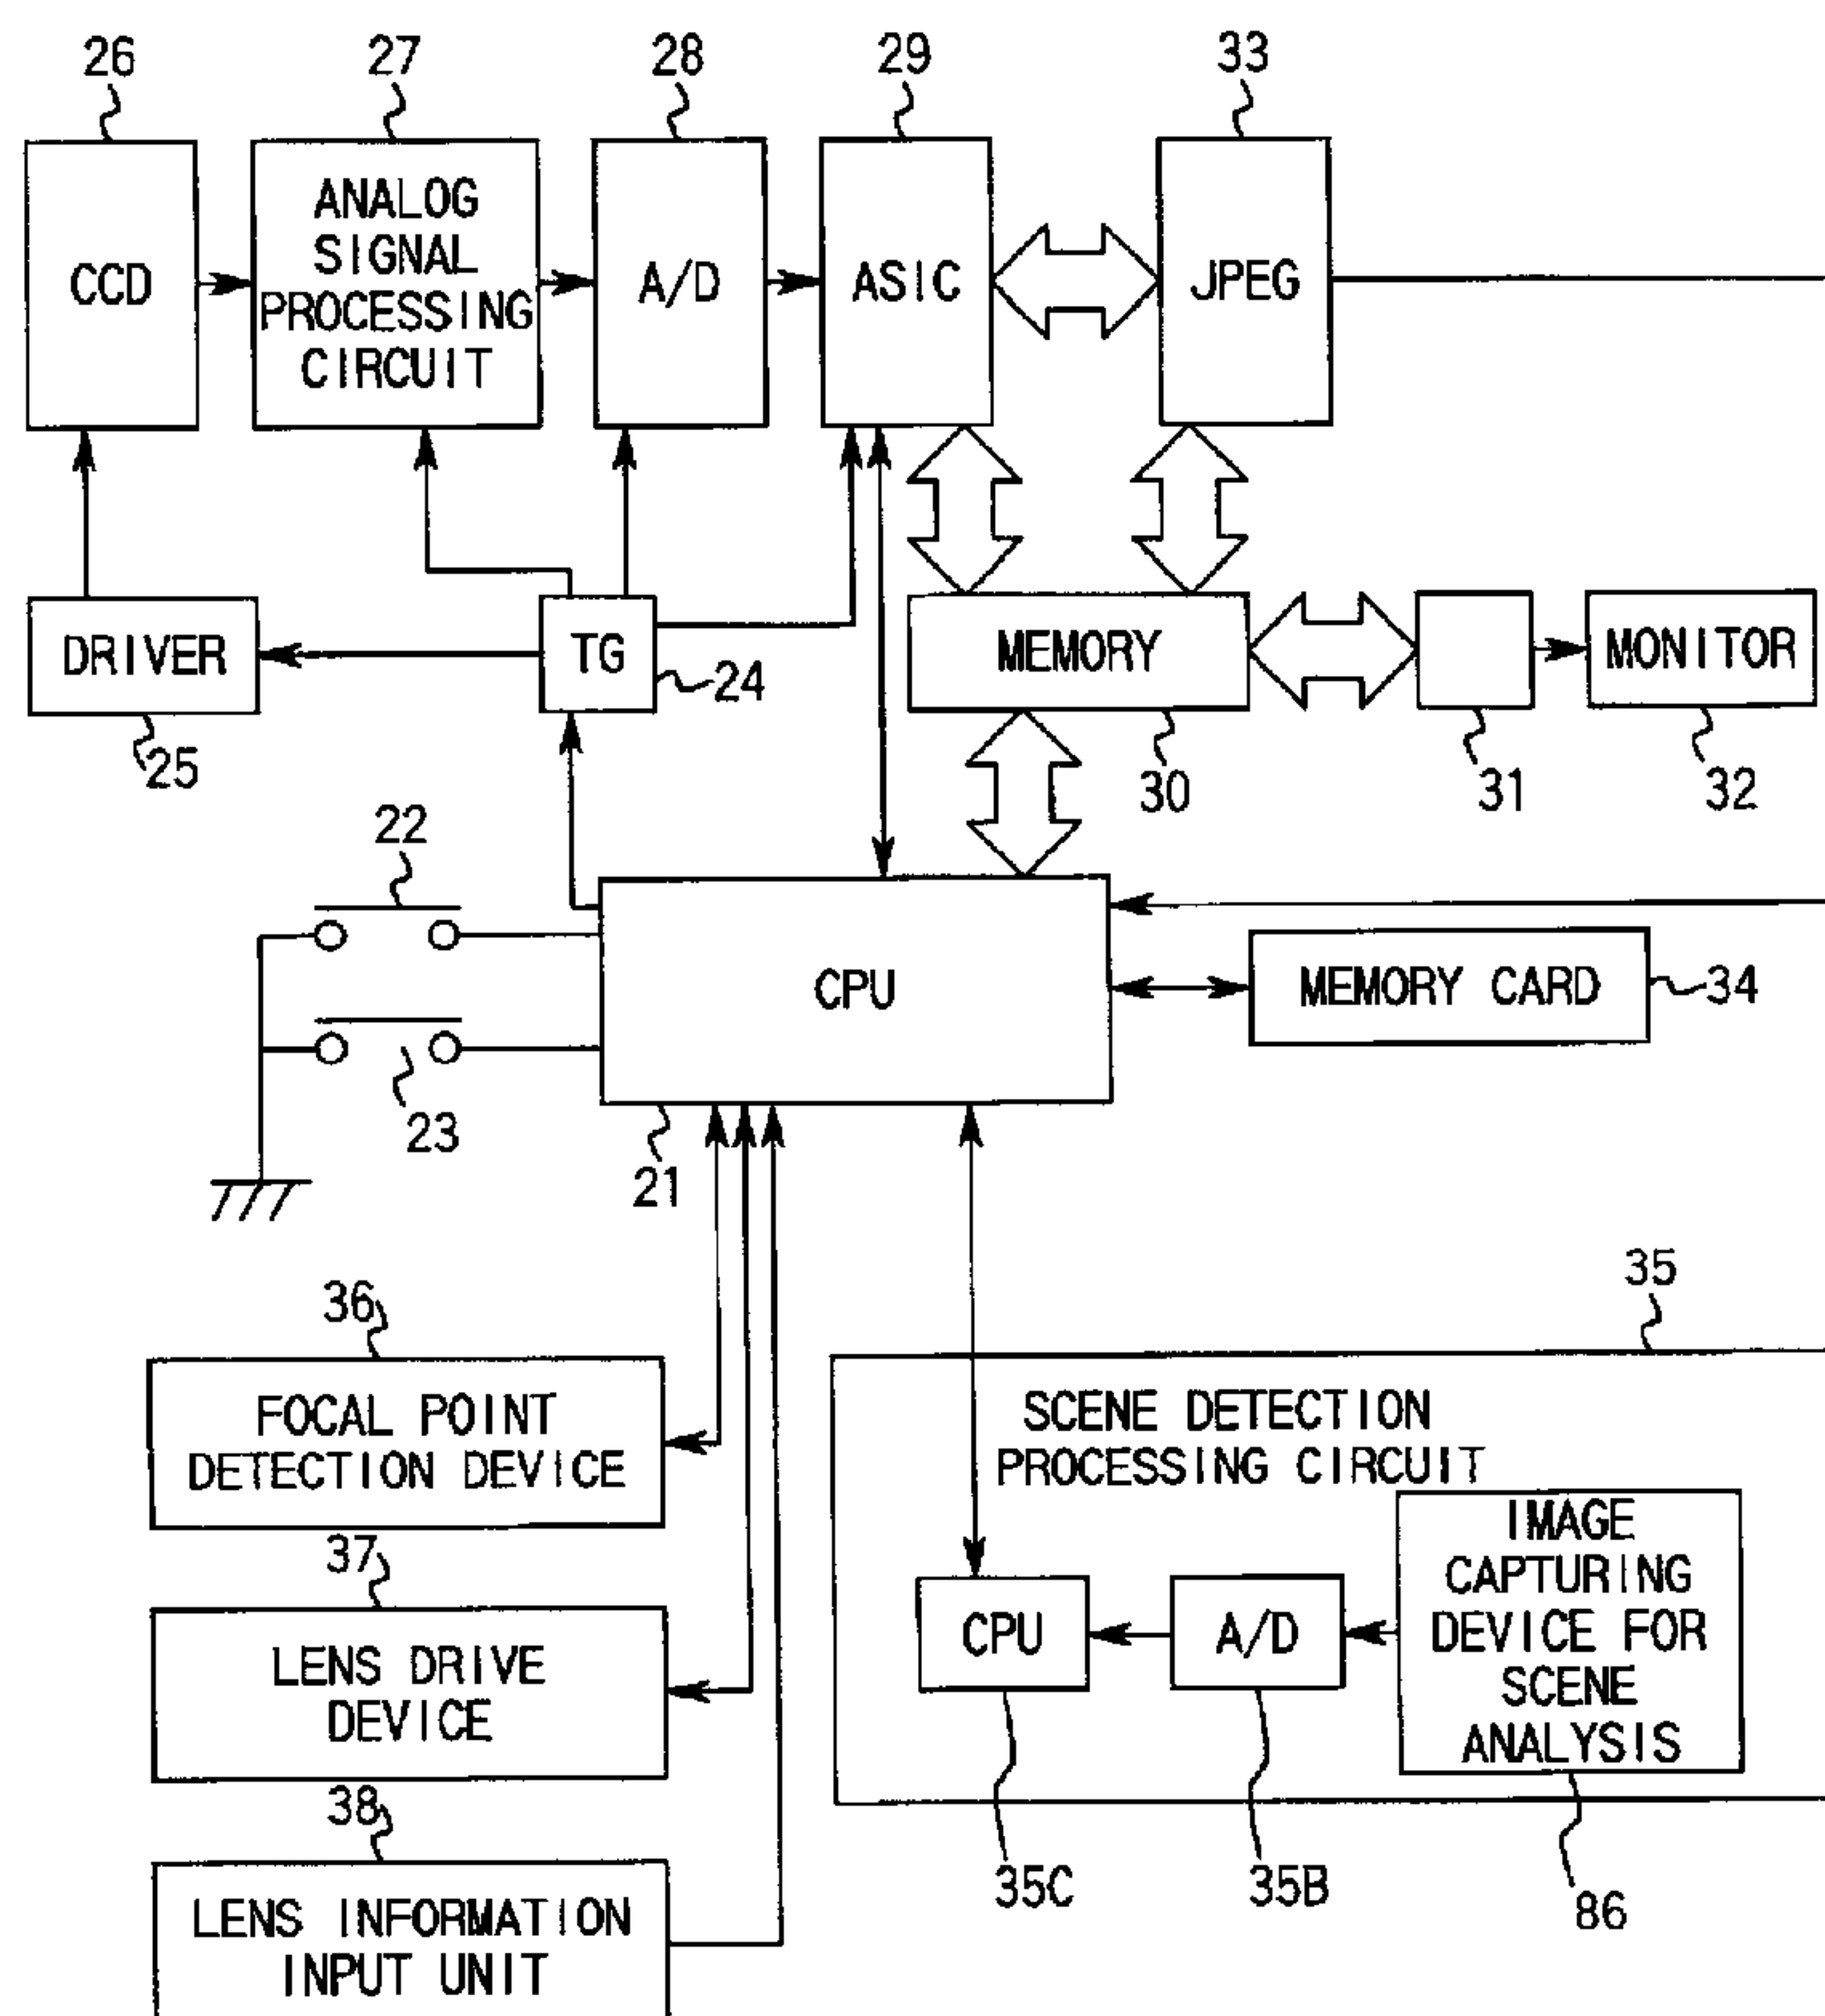 26
27
28
29
33
CCD
ANALOG
SIGNAL
PROCESSING
CIRCUIT
A/D
ASIC
JPEG
DRIVER
25
TG
24
MEMORY
30
31
MONITOR
32
22
23
CPU
21
MEMORY CARD
34
36
FOCAL POINT
DETECTION DEVICE
37
LENS DRIVE
DEVICE
38
LENS INFORMATION
INPUT UNIT
35
SCENE DETECTION
PROCESSING CIRCUIT
CPU
A/D
IMAGE
CAPTURING
DEVICE FOR
SCENE
ANALYSIS
35C
35B
86